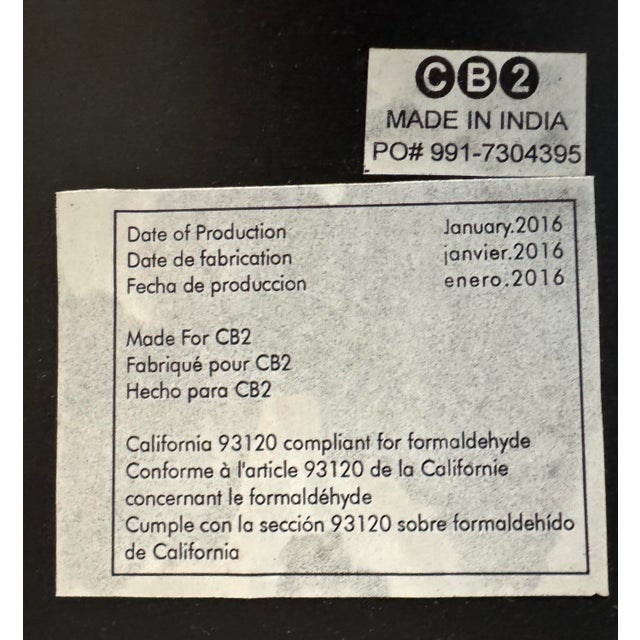 CB2
MADE IN INDIA
PO# 991-7304395
Date of Production January.2016
Date de fabrication janvier.2016
Fecha de produccion enero.2016
Made For CB2
Fabriqué pour CB2
Hecho para CB2
California 93120 compliant for formaldehyde
Conforme à l'article 93120 de la Californie
concernant le formaldéhyde
Cumple con la sección 93120 sobre formaldehído
de California